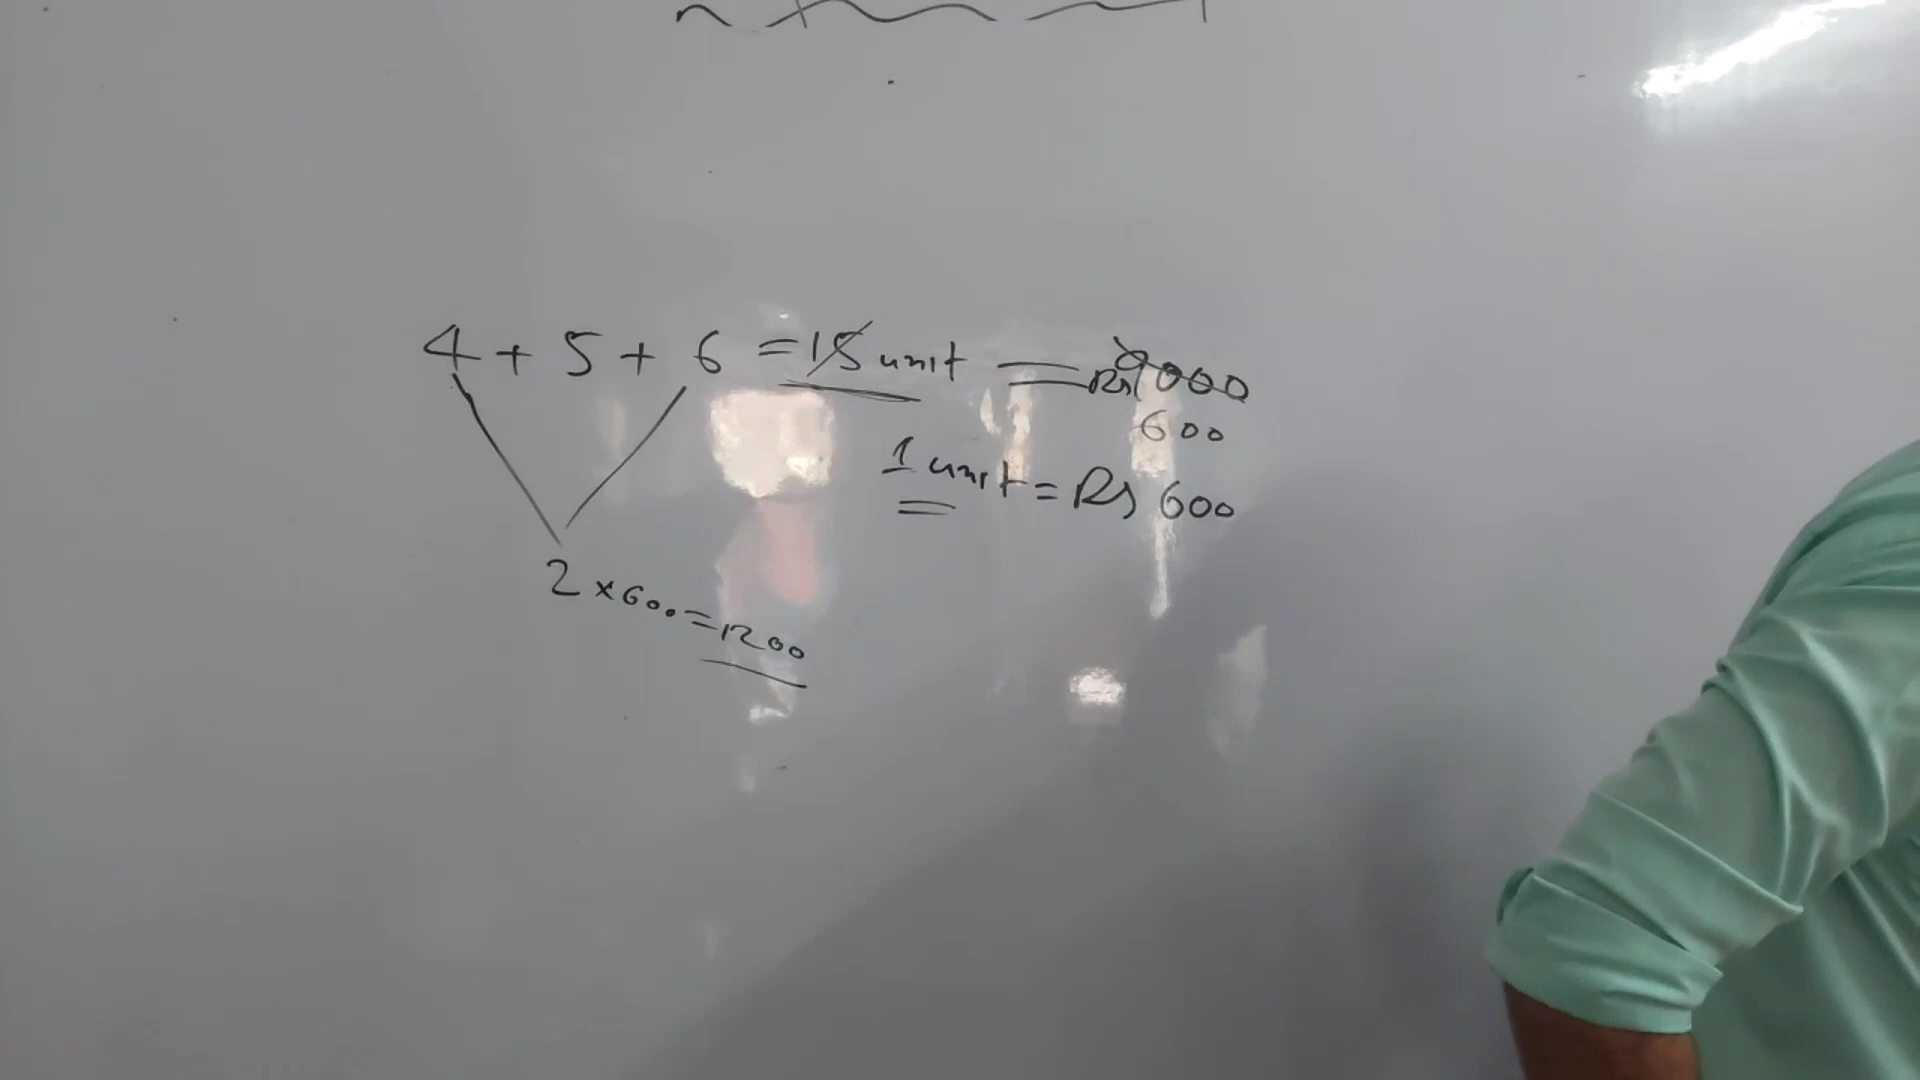 4 + 5 + 6 = 15 unit = Rs 9000
600
1 unit = Rs 600
2 × 600 = 1200